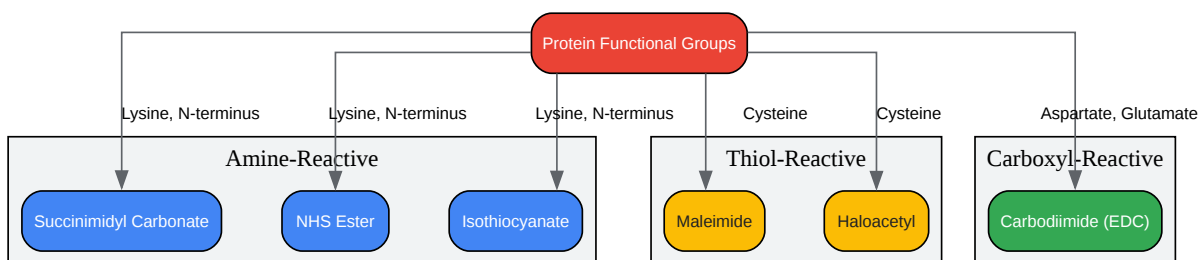 Protein Functional Groups
Lysine, N-terminus
Lysine, N-terminus
Lysine, N-terminus
Cysteine
Cysteine
Aspartate, Glutamate
Amine-Reactive
Thiol-Reactive
Carboxyl-Reactive
Succinimidyl Carbonate
NHS Ester
Isothiocyanate
Maleimide
Haloacetyl
Carbodiimide (EDC)